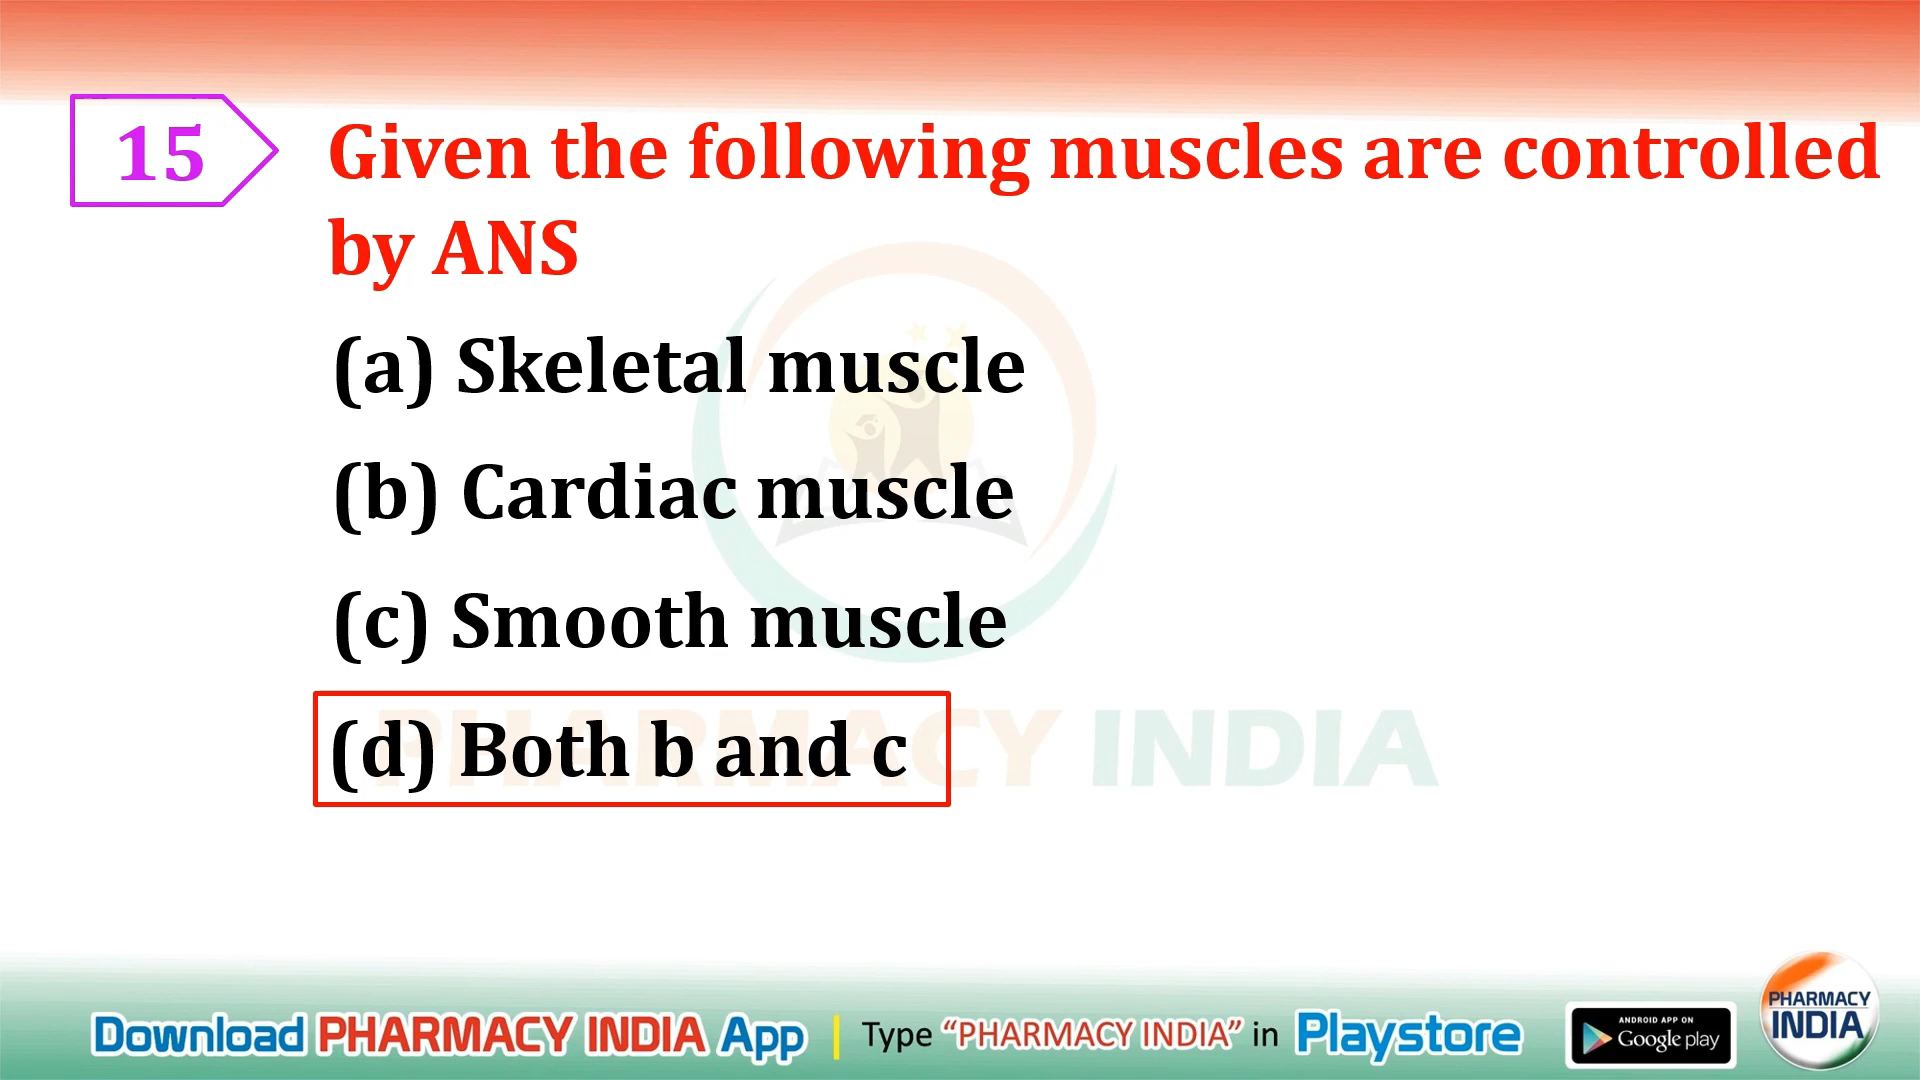 15
Given the following muscles are controlled
by ANS
(a) Skeletal muscle
(b) Cardiac muscle
(c) Smooth muscle
(d) Both b and c
PHARMACY INDIA
Download PHARMACY INDIA App | Type “PHARMACY INDIA” in Playstore
ANDROID APP ON
Google play
PHARMACY
INDIA